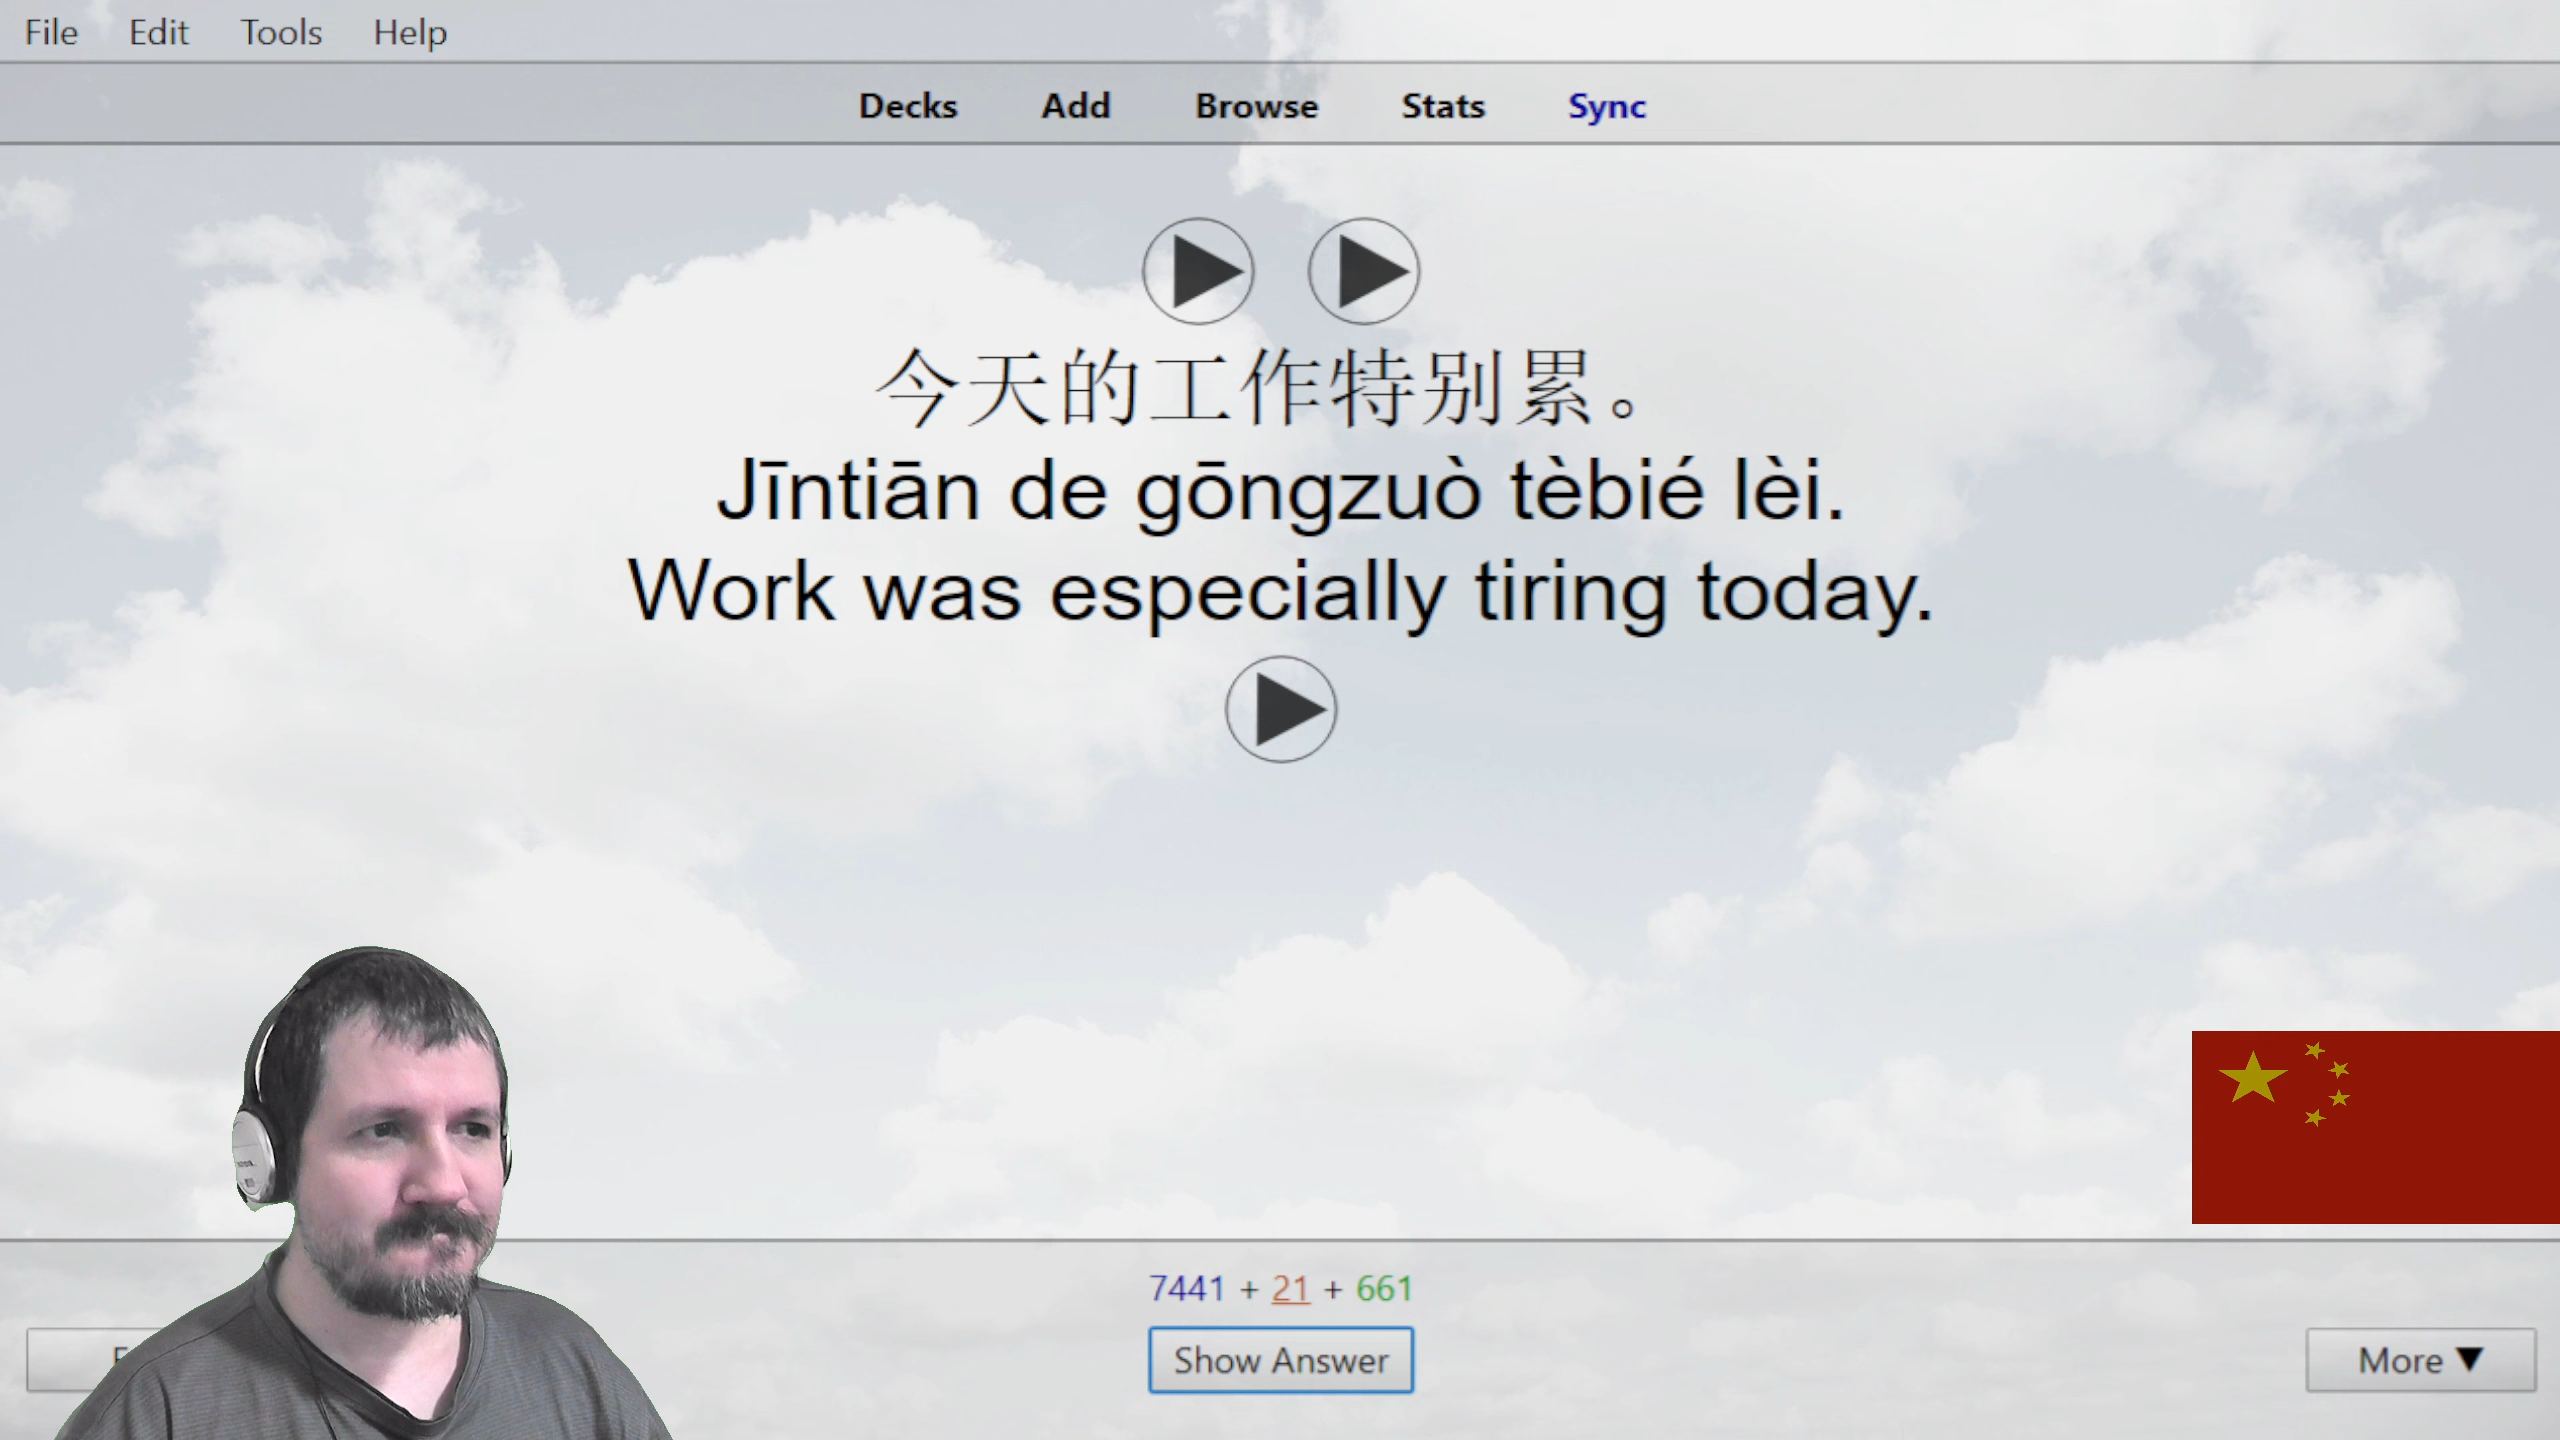 File Edit Tools Help
Decks Add Browse Stats Sync
今天的工作特别累。
Jīntiān de gōngzuò tèbié lèi.
Work was especially tiring today.
7441 + 21 + 661
Show Answer
More ▼